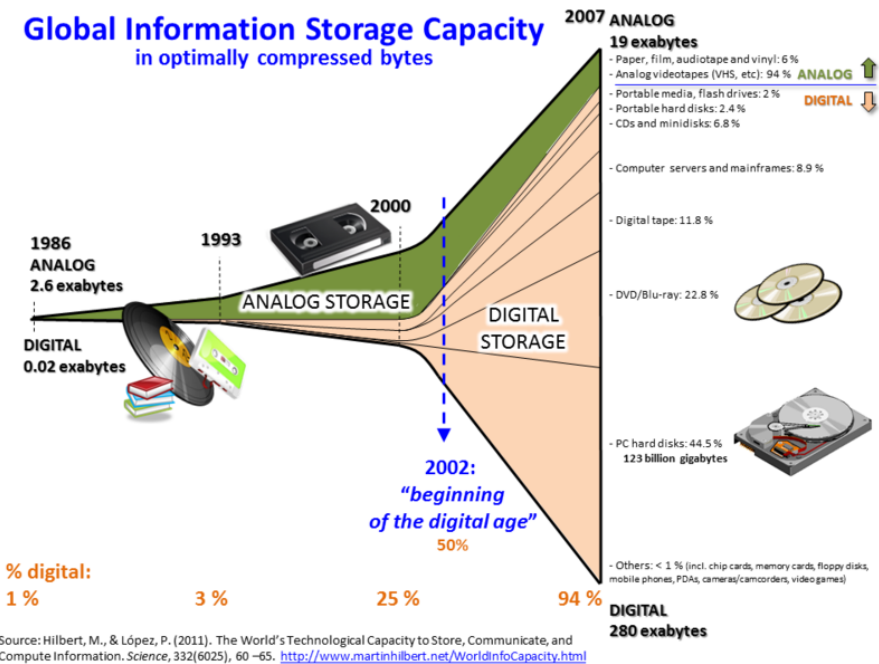 Global Information Storage Capacity
in optimally compressed bytes
2007 ANALOG
19 exabytes
- Paper, film, audiotape and vinyl: 6 %
- Analog videotapes (VHS, etc): 94 %
ANALOG
- Portable media, flash drives: 2 %
DIGITAL
- Portable hard disks: 2.4 %
- CDs and minidisks: 6.8 %
- Computer servers and mainframes: 8.9 %
- Digital tape: 11.8 %
- DVD/Blu-ray: 22.8 %
- PC hard disks: 44.5 %
123 billion gigabytes
- Others: < 1 % (incl. chip cards, memory cards, floppy disks,
mobile phones, PDAs, cameras/camcorders, video games)
DIGITAL
280 exabytes
1986
ANALOG
2.6 exabytes
DIGITAL
0.02 exabytes
1993
2000
ANALOG STORAGE
DIGITAL
STORAGE
2002:
“beginning
of the digital age”
50%
% digital:
1 %
3 %
25 %
94 %
Source: Hilbert, M., & López, P. (2011). The World’s Technological Capacity to Store, Communicate, and
Compute Information. Science, 332(6025), 60 –65. http://www.martinhilbert.net/WorldInfoCapacity.html